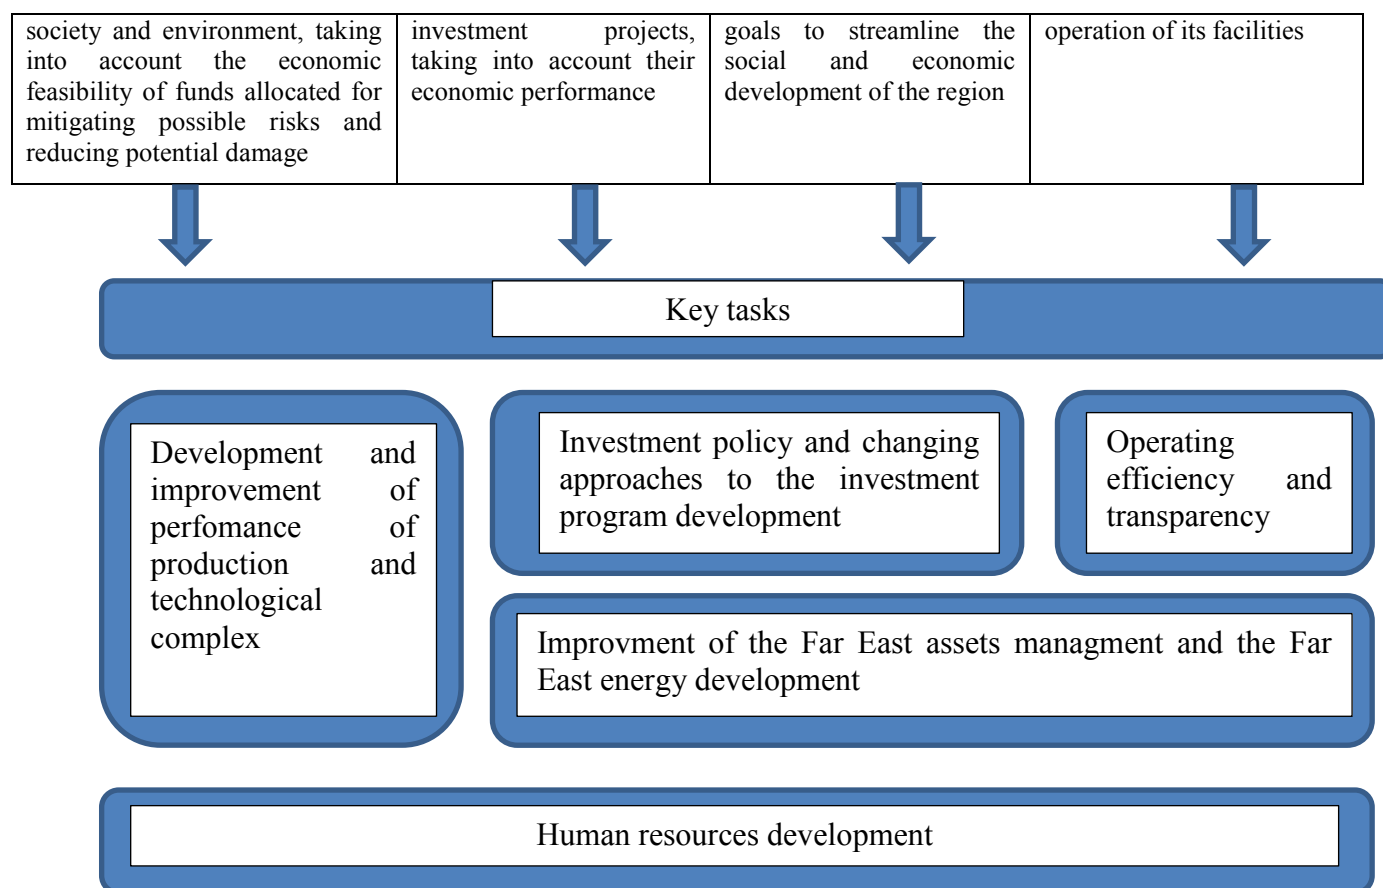 society and environment, taking
into account the economic
feasibility of funds allocated for
mitigating possible risks and
reducing potential damage
investment projects,
taking into account their
economic performance
goals to streamline the
social and economic
development of the region
operation of its facilities
Key tasks
Development and
improvement of
perfomance of
production and
technological
complex
Investment policy and changing
approaches to the investment
program development
Operating
efficiency and
transparency
Improvment of the Far East assets managment and the Far
East energy development
Human resources development